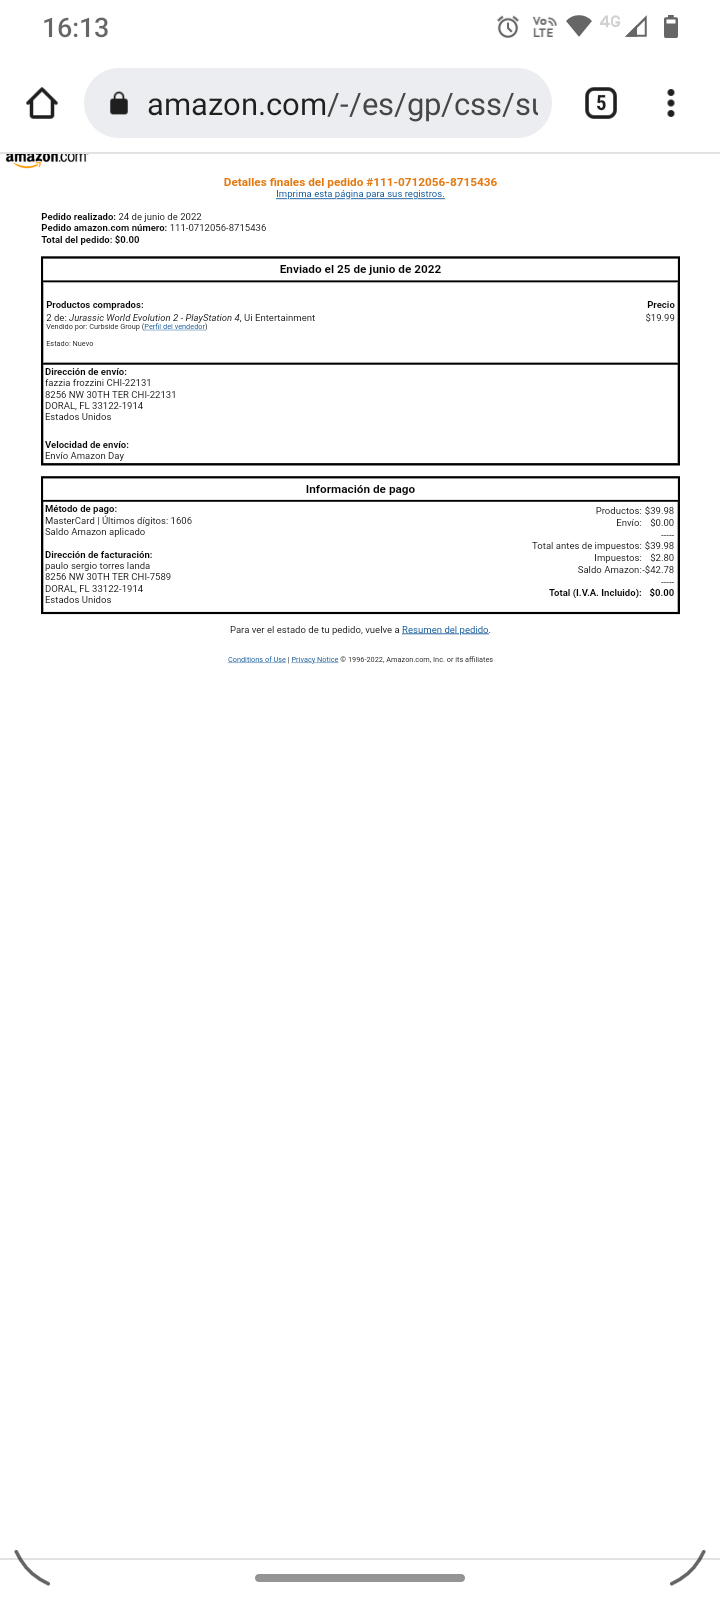 16:13
Vo LTE
4G
amazon.com/-/es/gp/css/su
5
amazon.com
Detalles finales del pedido #111-0712056-8715436
Imprima esta página para sus registros.
Pedido realizado: 24 de junio de 2022
Pedido amazon.com número: 111-0712056-8715436
Total del pedido: $0.00
Enviado el 25 de junio de 2022
Productos comprados: Precio
2 de: Jurassic World Evolution 2 - PlayStation 4, Ui Entertainment $19.99
Vendido por: Curbside Group (Perfil del vendedor)
Estado: Nuevo
Dirección de envío:
fazzia frozzini CHI-22131
8256 NW 30TH TER CHI-22131
DORAL, FL 33122-1914
Estados Unidos
Velocidad de envío:
Envío Amazon Day
Información de pago
Método de pago:
MasterCard | Últimos dígitos: 1606
Saldo Amazon aplicado
Dirección de facturación:
paulo sergio torres landa
8256 NW 30TH TER CHI-7589
DORAL, FL 33122-1914
Estados Unidos
Productos: $39.98
Envío: $0.00
-----
Total antes de impuestos: $39.98
Impuestos: $2.80
Saldo Amazon:-$42.78
-----
Total (I.V.A. Incluido): $0.00
Para ver el estado de tu pedido, vuelve a Resumen del pedido.
Conditions of Use | Privacy Notice © 1996-2022, Amazon.com, Inc. or its affiliates